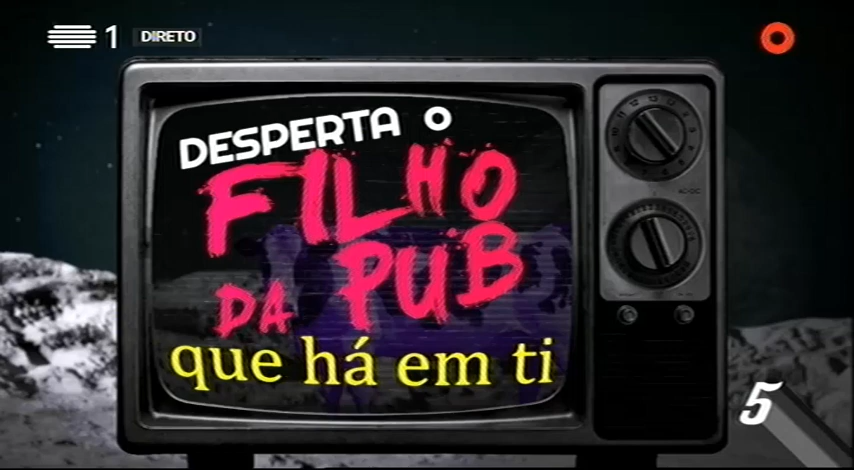 1 DIRETO
DESPERTA O
FILHO
DA PUB
que há em ti
5